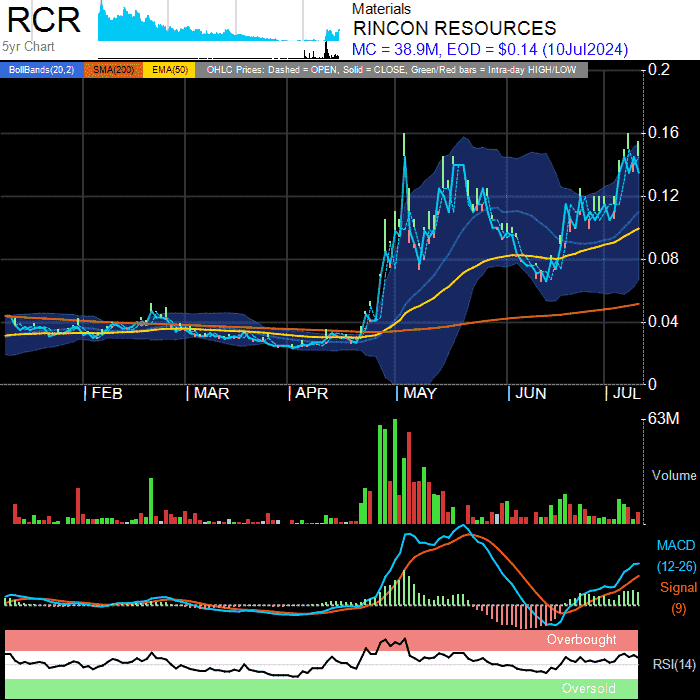 RCR
5yr Chart
Materials
RINCON RESOURCES
MC = 38.9M, EOD = $0.14 (10Jul2024)
BollBands(20,2) SMA(200) EMA(50) OHLC Prices: Dashed = OPEN, Solid = CLOSE, Green/Red bars = Intra-day HIGH/LOW
0.2
0.16
0.12
0.08
0.04
0
FEB MAR APR MAY JUN JUL
63M
Volume
MACD
(12-26)
Signal
(9)
Overbought
RSI(14)
Oversold